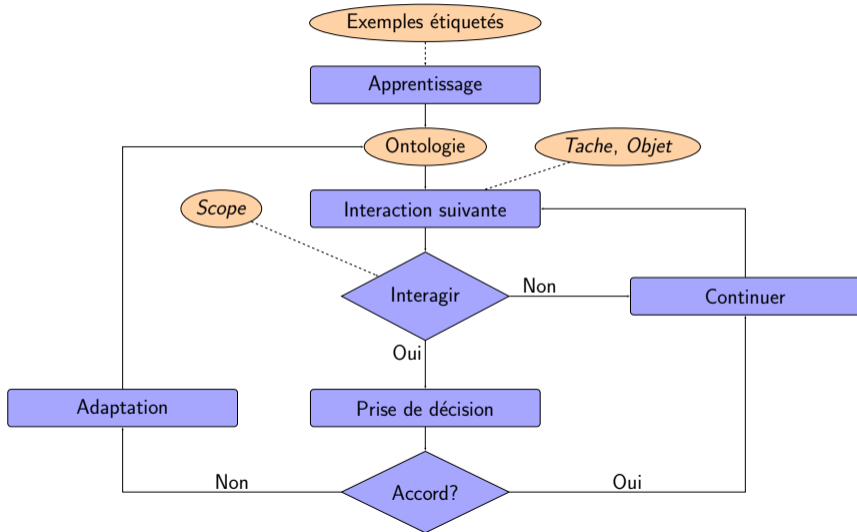 Exemples étiquetés
Apprentissage
Ontologie
Tache, Objet
Scope
Interaction suivante
Interagir
Non
Continuer
Oui
Adaptation
Prise de décision
Non
Accord?
Oui